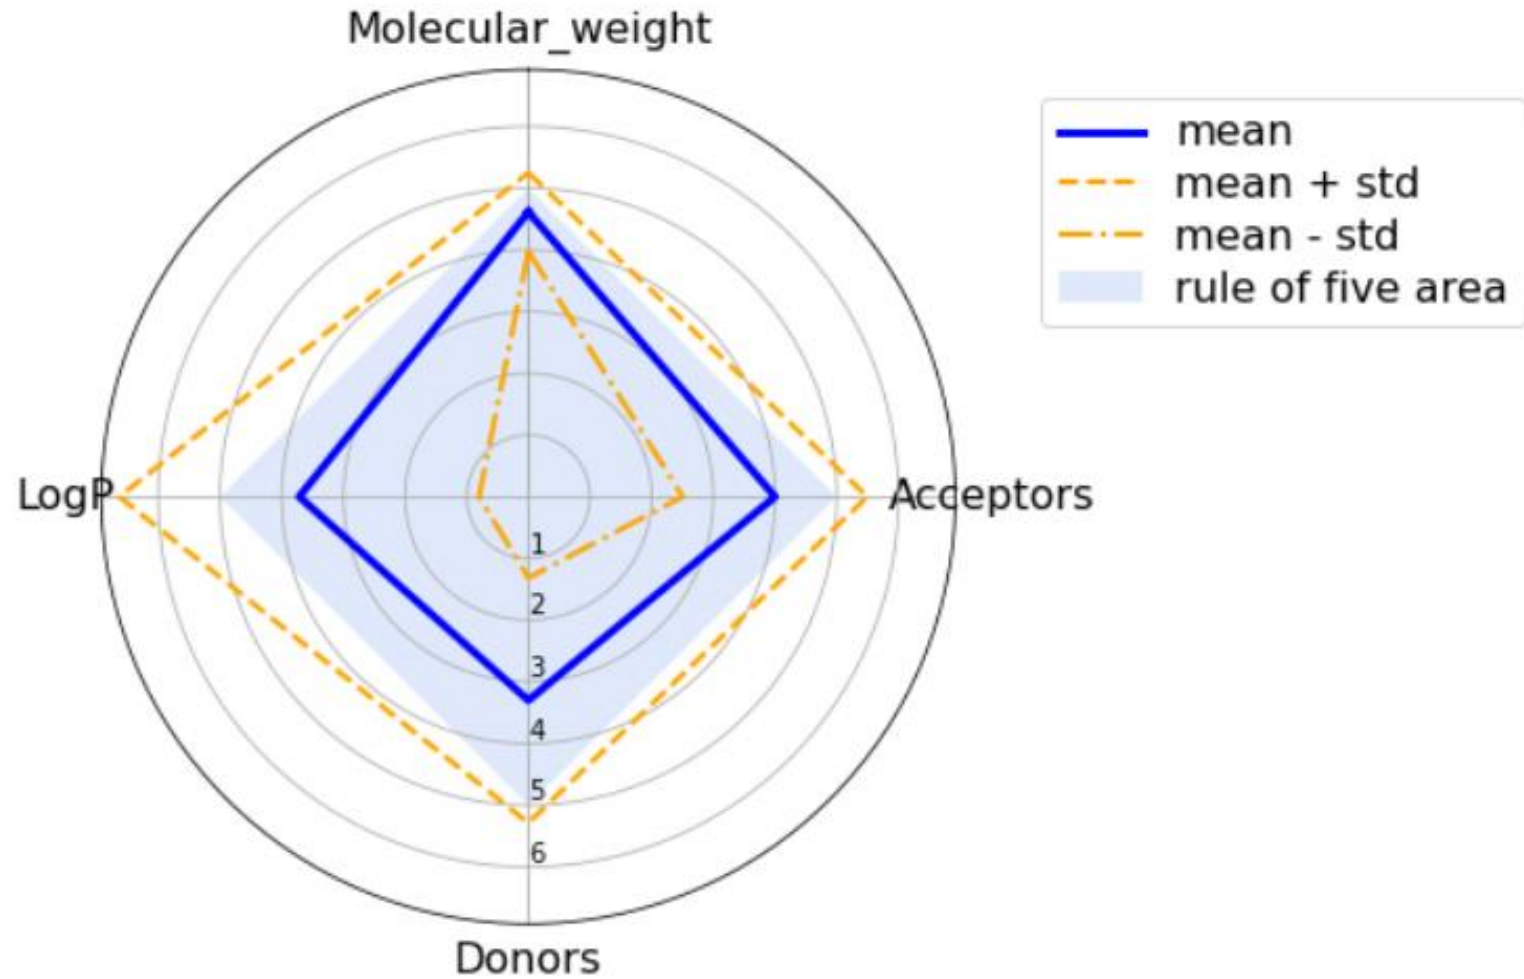 Molecular_weight
mean
mean + std
mean - std
rule of five area
LogP
Acceptors
1
2
3
4
5
6
Donors